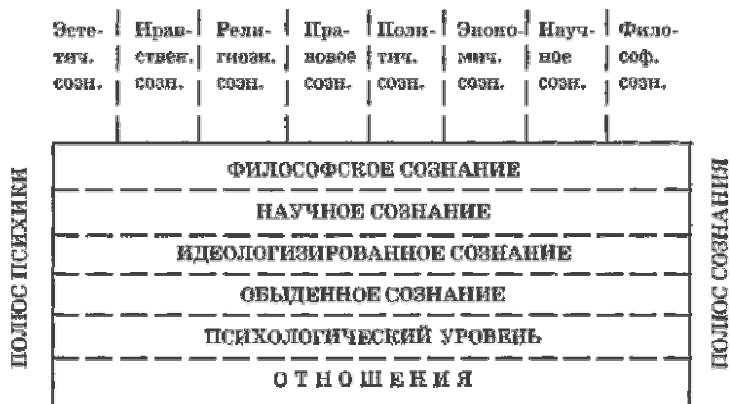 Эсте-
тич.
созн.
Нрав-
ствен.
созн.
Рели-
гиозн.
созн.
Пра-
вовое
созн.
Поли-
тич.
созн.
Эконо-
мич.
созн.
Науч-
ное
созн.
Фило-
соф.
созн.
ПОЛЮС ПСИХИКИ
ФИЛОСОФСКОЕ СОЗНАНИЕ
НАУЧНОЕ СОЗНАНИЕ
ИДЕОЛОГИЗИРОВАННОЕ СОЗНАНИЕ
ОБЫДЕННОЕ СОЗНАНИЕ
ПСИХОЛОГИЧЕСКИЙ УРОВЕНЬ
О Т Н О Ш Е Н И Я
ПОЛЮС СОЗНАНИЯ